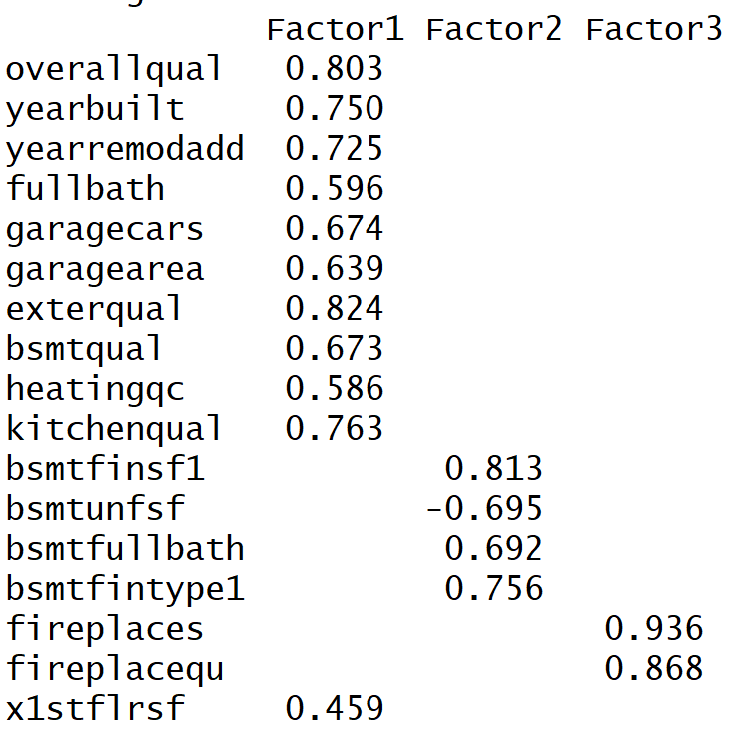 Factor1 Factor2 Factor3
overallqual 0.803
yearbuilt 0.750
yearremodadd 0.725
fullbath 0.596
garagecars 0.674
garagearea 0.639
exterqual 0.824
bsmtqual 0.673
heatingqc 0.586
kitchenqual 0.763
bsmtfinsf1 0.813
bsmtunfsf -0.695
bsmtfullbath 0.692
bsmtfintype1 0.756
fireplaces 0.936
fireplacequ 0.868
x1stflrsf 0.459